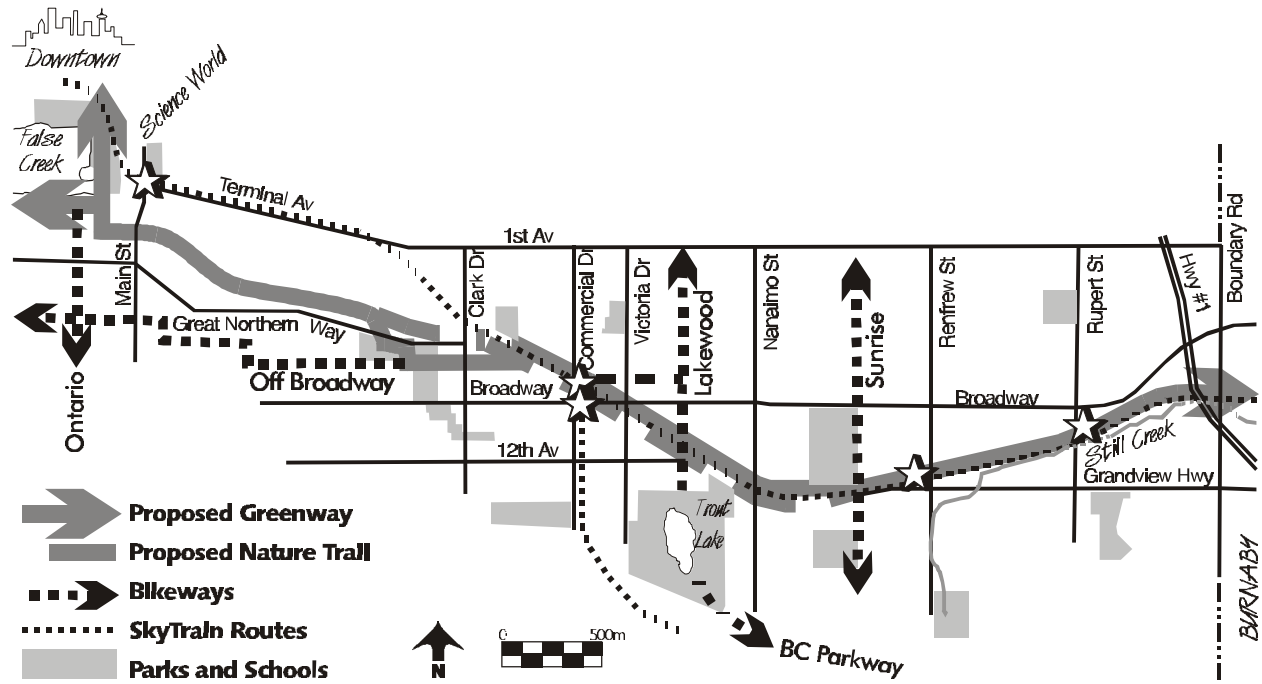 Downtown
Science World
False
Creek
Terminal Av
1st Av
Main St
Clark Dr
Commercial Dr
Victoria Dr
Lakewood
Nanaimo St
Sunrise
Renfrew St
Rupert St
Hwy #1
Boundary Rd
Great Northern Way
Off Broadway
Ontario
Broadway
Broadway
12th Av
Still Creek
Grandview Hwy
Trout
Lake
BC Parkway
BURNABY
Proposed Greenway
Proposed Nature Trail
Bikeways
SkyTrain Routes
Parks and Schools
N
0 500m